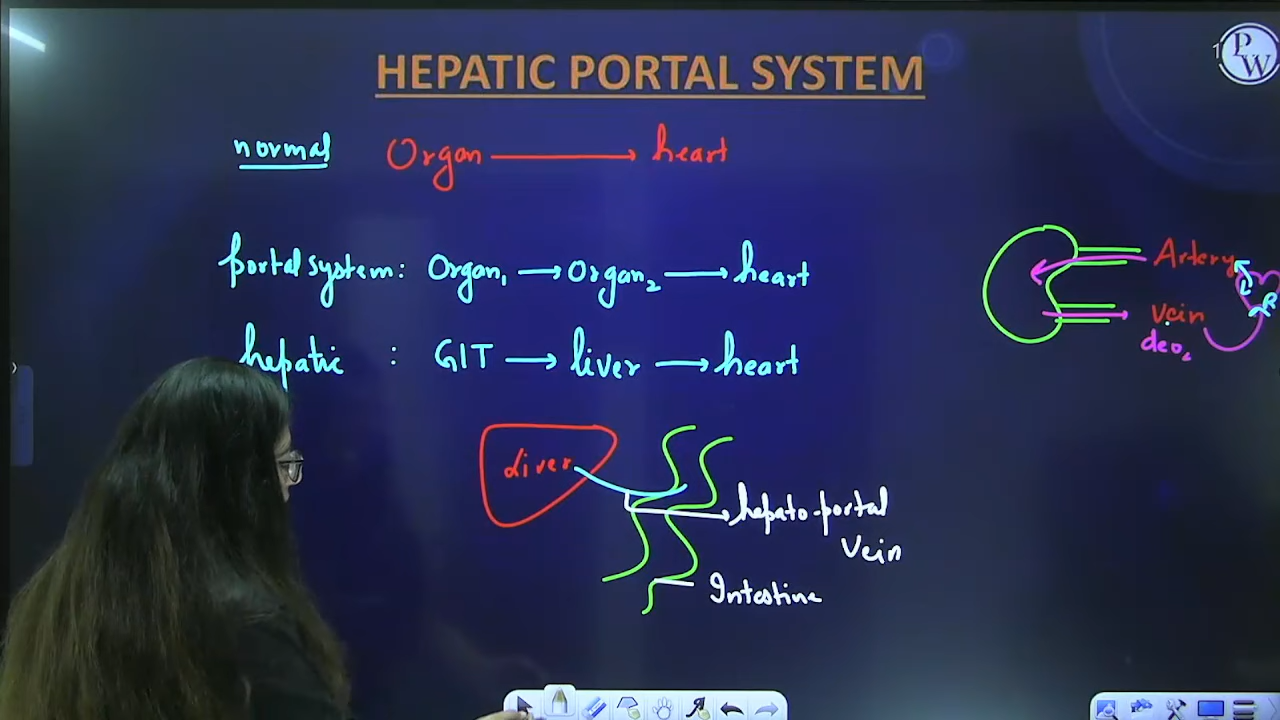 HEPATIC PORTAL SYSTEM
PW
normal Organ → heart
portal system: Organ₁ → Organ₂ → heart
hepatic : GIT → liver → heart
Artery
L
R
vein
deo₂
Liver
hepato-portal
Vein
Intestine